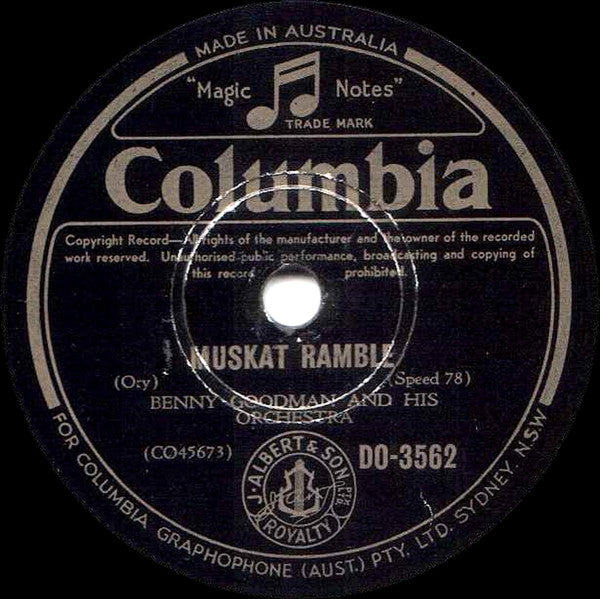 MADE IN AUSTRALIA
"Magic Notes"
TRADE MARK
Columbia
Copyright Record—All rights of the manufacturer and the owner of the recorded
work reserved. Unauthorised public performance, broadcasting and copying of
this record prohibited.
MUSKAT RAMBLE
(Ory) (Speed 78)
BENNY GOODMAN AND HIS
ORCHESTRA
(CO45673) DO-3562
J. ALBERT & SON PTY. LTD.
ROYALTY
FOR COLUMBIA GRAPHOPHONE (AUST.) PTY. LTD. SYDNEY. N.S.W